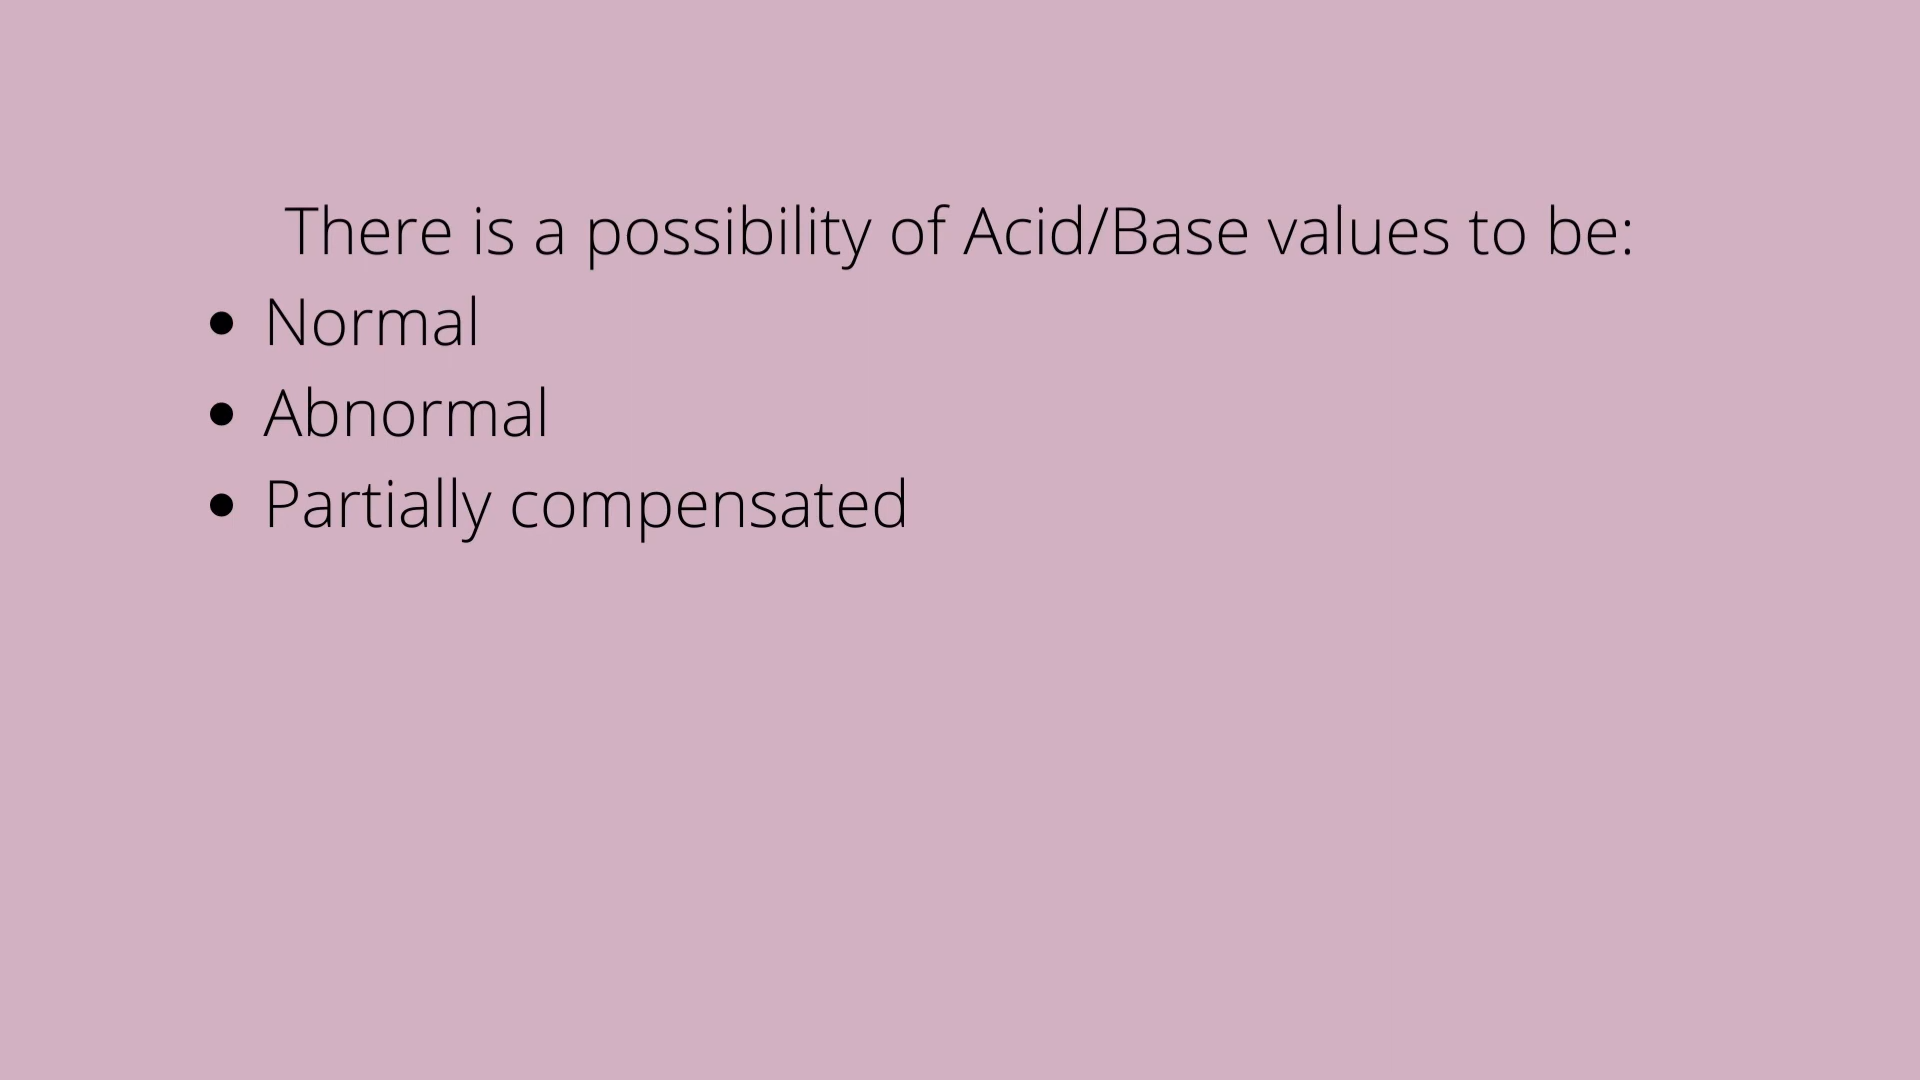 There is a possibility of Acid/Base values to be:
• Normal
• Abnormal
• Partially compensated